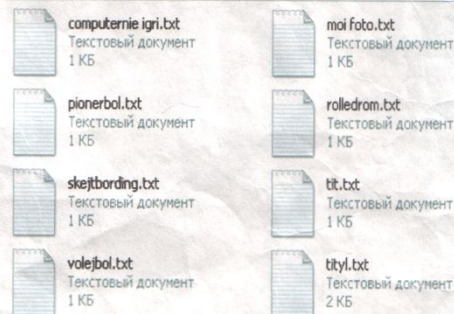 computernie igri.txt
Текстовый документ
1 КБ
moi foto.txt
Текстовый документ
1 КБ
pionerbol.txt
Текстовый документ
1 КБ
rolledrom.txt
Текстовый документ
1 КБ
skejtbording.txt
Текстовый документ
1 КБ
tit.txt
Текстовый документ
1 КБ
volejbol.txt
Текстовый документ
1 КБ
tityl.txt
Текстовый документ
2 КБ